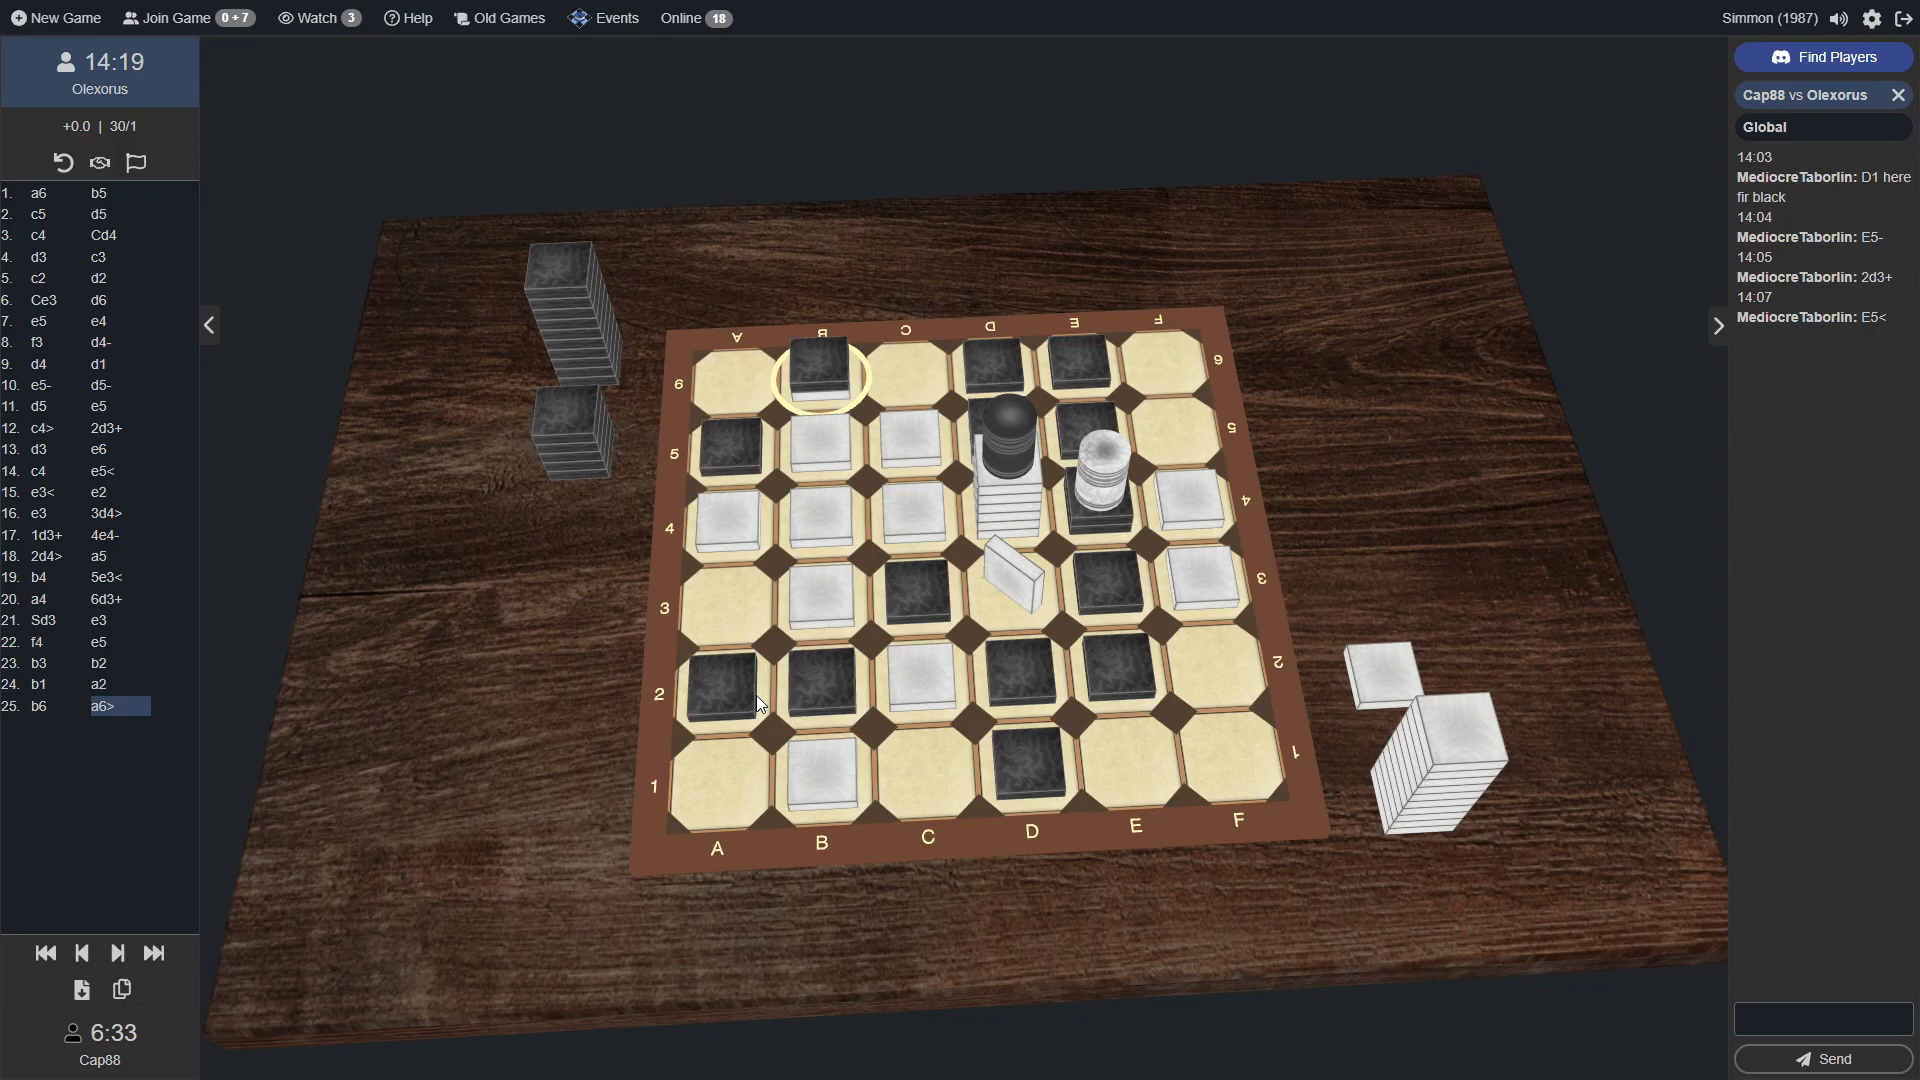 New Game Join Game 0+7 Watch 3 Help Old Games Events Online 18 Simmon (1987)
14:19
Olexorus
+0.0 | 30/1
1. a6 b5
2. c5 d5
3. c4 Cd4
4. d3 c3
5. c2 d2
6. Ce3 d6
7. e5 e4
8. f3 d4-
9. d4 d1
10. e5- d5-
11. d5 e5
12. c4> 2d3+
13. d3 e6
14. c4 e5<
15. e3< e2
16. e3 3d4>
17. 1d3+ 4e4-
18. 2d4> a5
19. b4 5e3<
20. a4 6d3+
21. Sd3 e3
22. f4 e5
23. b3 b2
24. b1 a2
25. b6 a6>
6:33
Cap88
A B C D E F
6 6
5 5
4 4
3 3
2 2
1 1
A B C D E F
Find Players
Cap88 vs Olexorus
Global
14:03
MediocreTaborlin: D1 here
fir black
14:04
MediocreTaborlin: E5-
14:05
MediocreTaborlin: 2d3+
14:07
MediocreTaborlin: E5<
Send